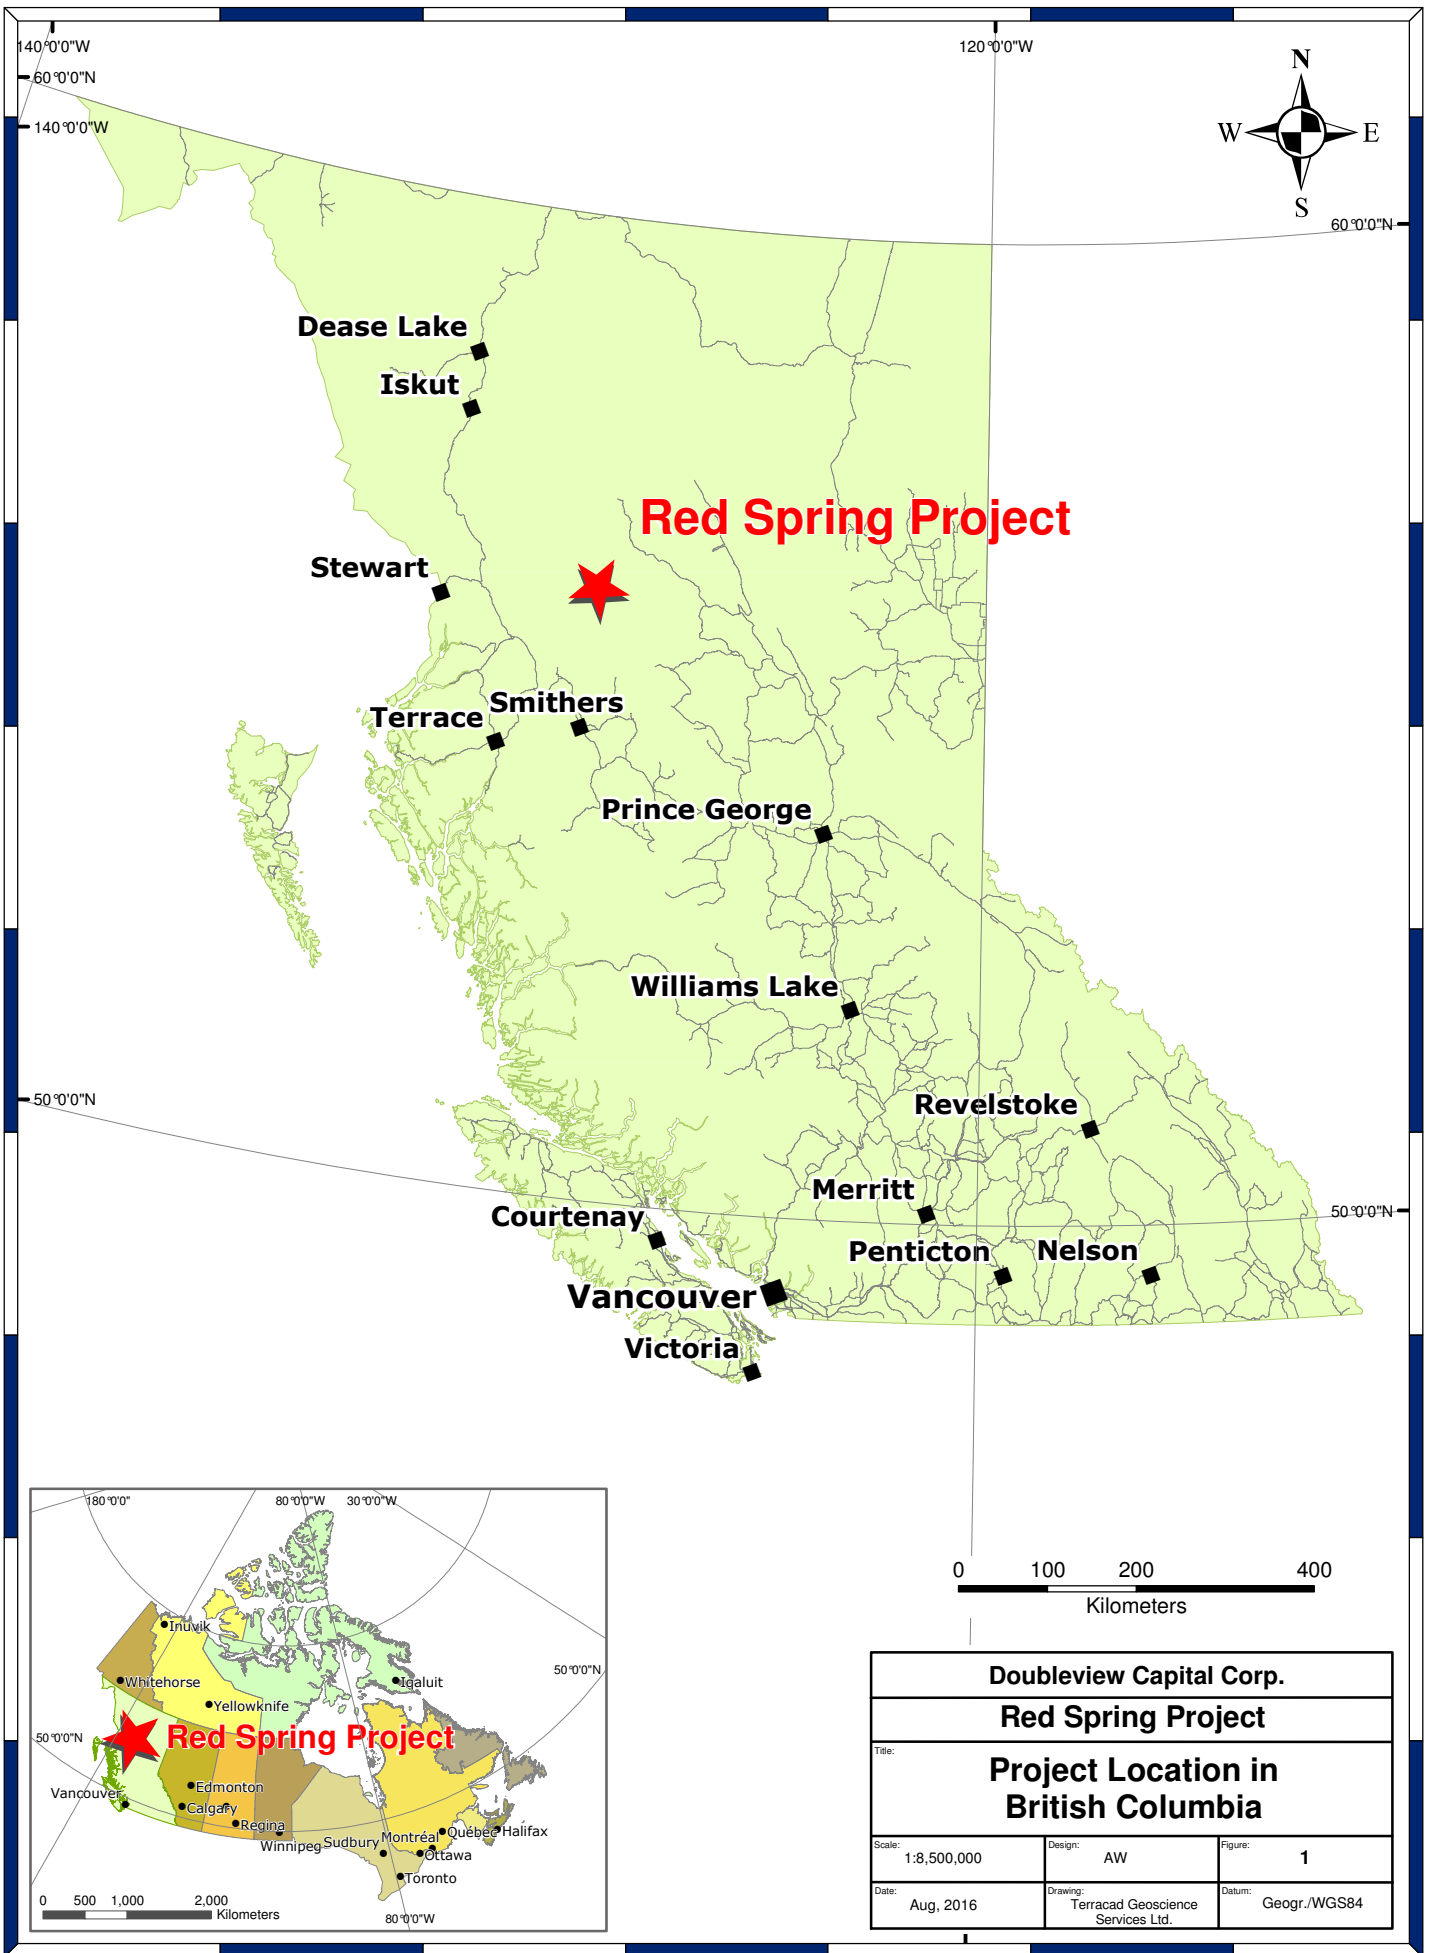 140°0'0"W
120°0'0"W
60°0'0"N
140°0'0"W
N
W
E
S
60°0'0"N
Dease Lake
Iskut
Red Spring Project
Stewart
Smithers
Terrace
Prince George
Williams Lake
50°0'0"N
Revelstoke
Merritt
50°0'0"N
Courtenay
Penticton
Nelson
Vancouver
Victoria
180°0'0"
80°0'0"W
30°0'0"W
Inuvik
Whitehorse
Iqaluit
50°0'0"N
Yellowknife
50°0'0"N
Red Spring Project
Edmonton
Vancouver
Calgary
Regina
Winnipeg
Sudbury
Montréal
Québec
Halifax
Ottawa
Toronto
0 500 1,000 2,000
Kilometers
80°0'0"W
0 100 200 400
Kilometers
Doubleview Capital Corp.
Red Spring Project
Title:
Project Location in
British Columbia
Scale:
1:8,500,000
Design:
AW
Figure:
1
Date:
Aug, 2016
Drawing:
Terracad Geoscience
Services Ltd.
Datum:
Geogr./WGS84